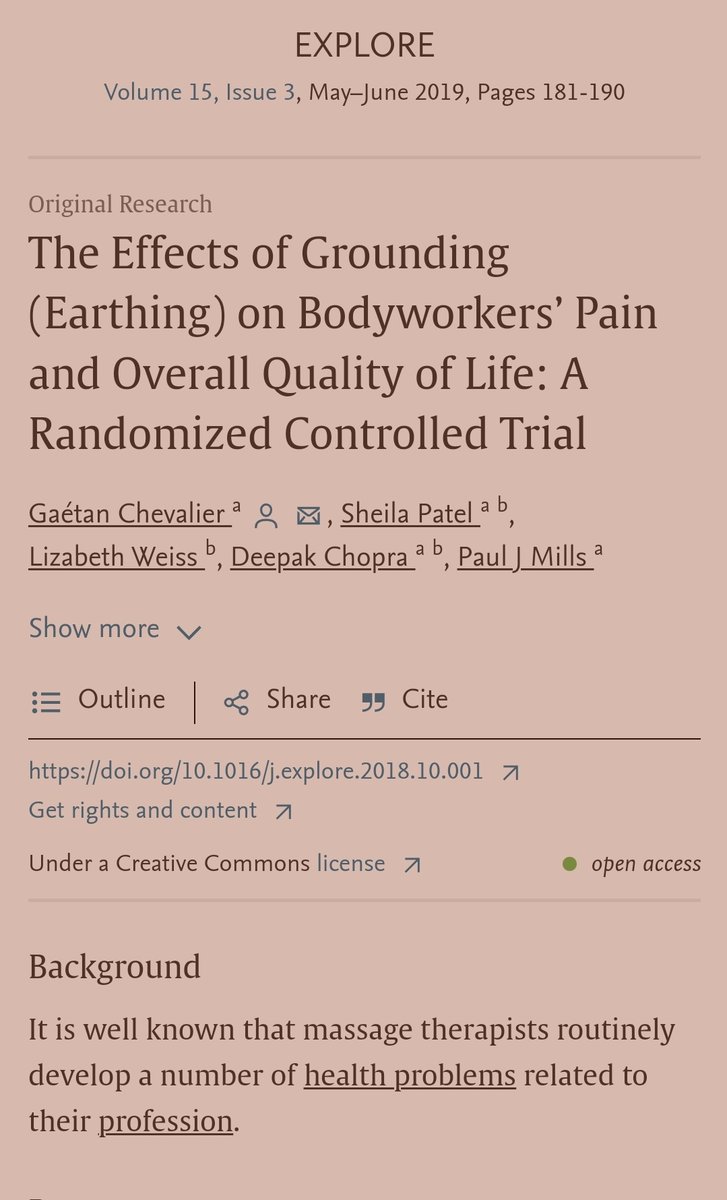 EXPLORE
Volume 15, Issue 3, May–June 2019, Pages 181-190
Original Research
The Effects of Grounding
(Earthing) on Bodyworkers’ Pain
and Overall Quality of Life: A
Randomized Controlled Trial
Gaétan Chevalier a, Sheila Patel a b,
Lizabeth Weiss b, Deepak Chopra a b, Paul J Mills a
Show more
Outline | Share Cite
https://doi.org/10.1016/j.explore.2018.10.001
Get rights and content
Under a Creative Commons license open access
Background
It is well known that massage therapists routinely
develop a number of health problems related to
their profession.